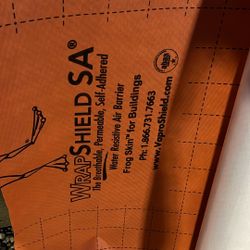 WRAPSHIELD SA®
The Breathable, Permeable, Self-Adhered
Water Resistive Air Barrier
Frog Skin™ for Buildings
Ph: 1.866.731.7663
www.VaproShield.com